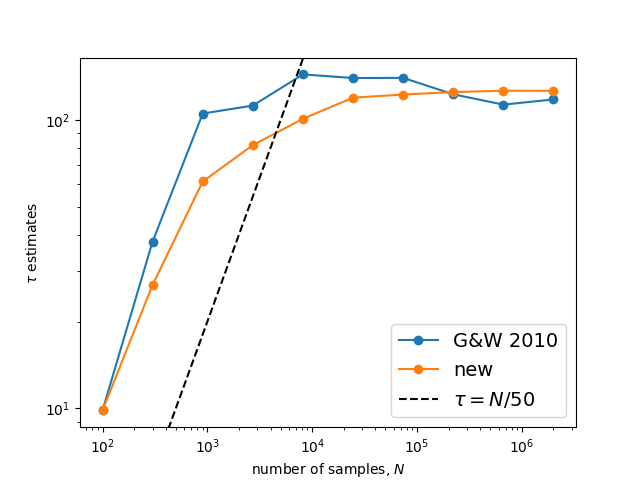 10²
10¹
τ estimates
10²
10³
10⁴
10⁵
10⁶
number of samples, N
G&W 2010
new
τ = N/50